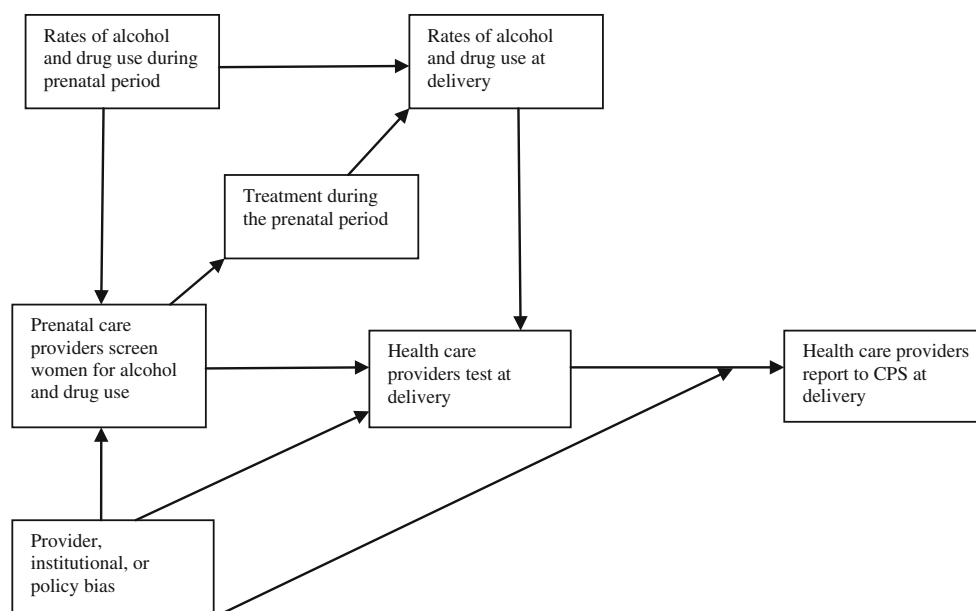 Rates of alcohol
and drug use during
prenatal period
Rates of alcohol
and drug use at
delivery
Treatment during
the prenatal period
Prenatal care
providers screen
women for alcohol
and drug use
Health care
providers test at
delivery
Health care providers
report to CPS at
delivery
Provider,
institutional, or
policy bias